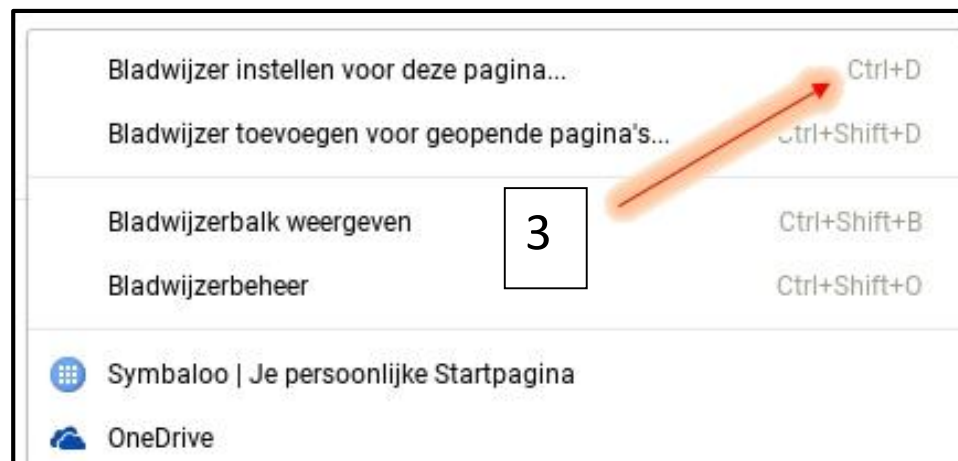 Bladwijzer instellen voor deze pagina... Ctrl+D
Bladwijzer toevoegen voor geopende pagina's... Ctrl+Shift+D
Bladwijzerbalk weergeven Ctrl+Shift+B
3
Bladwijzerbeheer Ctrl+Shift+O
Symbaloo | Je persoonlijke Startpagina
OneDrive